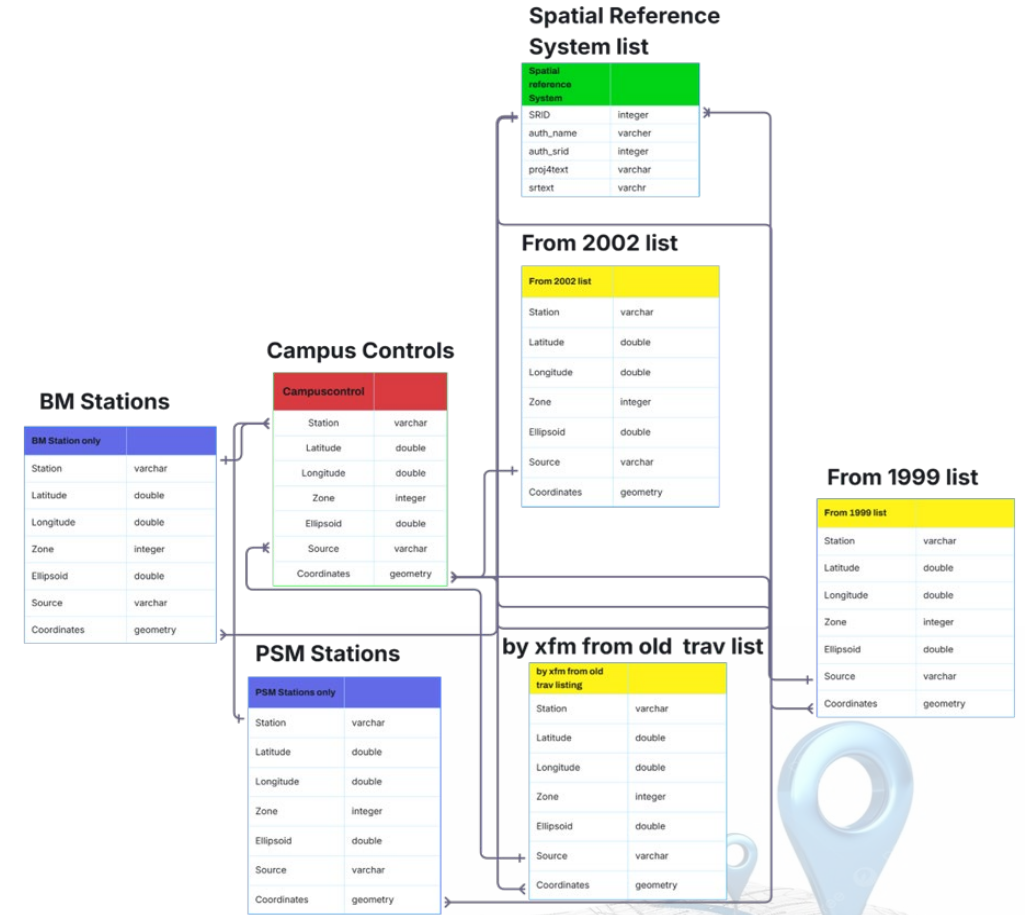 Spatial Reference
System list
Spatial
reference
System
SRID integer
auth_name varcher
auth_srid integer
proj4text varchar
srtext varchr
From 2002 list
From 2002 list
Station varchar
Latitude double
Longitude double
Zone integer
Ellipsoid double
Source varchar
Coordinates geometry
Campus Controls
Campuscontrol
Station varchar
Latitude double
Longitude double
Zone integer
Ellipsoid double
Source varchar
Coordinates geometry
BM Stations
BM Station only
Station varchar
Latitude double
Longitude double
Zone integer
Ellipsoid double
Source varchar
Coordinates geometry
From 1999 list
From 1999 list
Station varchar
Latitude double
Longitude double
Zone integer
Ellipsoid double
Source varchar
Coordinates geometry
PSM Stations
PSM Stations only
Station varchar
Latitude double
Longitude double
Zone integer
Ellipsoid double
Source varchar
Coordinates geometry
by xfm from old trav list
by xfm from old
trav listing
Station varchar
Latitude double
Longitude double
Zone integer
Ellipsoid double
Source varchar
Coordinates geometry